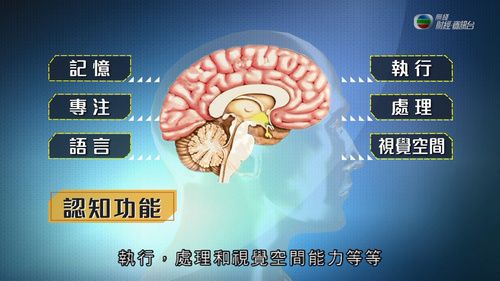 無綫
財經·資訊台
記憶
執行
專注
處理
語言
視覺空間
認知功能
執行，處理和視覺空間能力等等